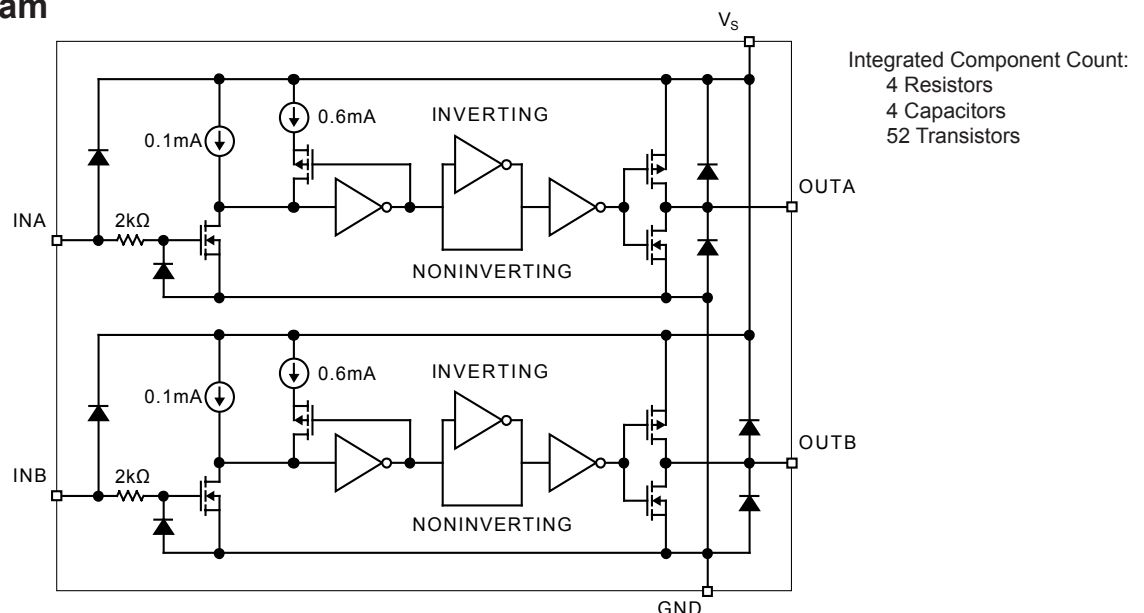 am
V_S
Integrated Component Count:
4 Resistors
4 Capacitors
52 Transistors
0.1mA
0.6mA
INVERTING
OUTA
INA
2kΩ
NONINVERTING
0.1mA
0.6mA
INVERTING
OUTB
INB
2kΩ
NONINVERTING
GND